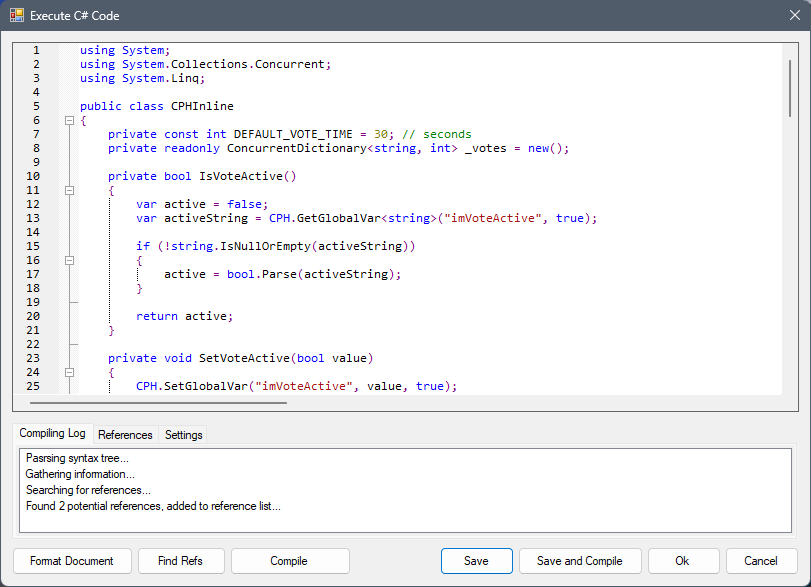 Execute C# Code
1 using System;
2 using System.Collections.Concurrent;
3 using System.Linq;
4
5 public class CPHInline
6 {
7 private const int DEFAULT_VOTE_TIME = 30; // seconds
8 private readonly ConcurrentDictionary<string, int> _votes = new();
9
10 private bool IsVoteActive()
11 {
12 var active = false;
13 var activeString = CPH.GetGlobalVar<string>("imVoteActive", true);
14
15 if (!string.IsNullOrEmpty(activeString))
16 {
17 active = bool.Parse(activeString);
18 }
19
20 return active;
21 }
22
23 private void SetVoteActive(bool value)
24 {
25 CPH.SetGlobalVar("imVoteActive", value, true);
Compiling Log References Settings
Pasrsing syntax tree...
Gathering information...
Searching for references...
Found 2 potential references, added to reference list...
Format Document Find Refs Compile Save Save and Compile Ok Cancel